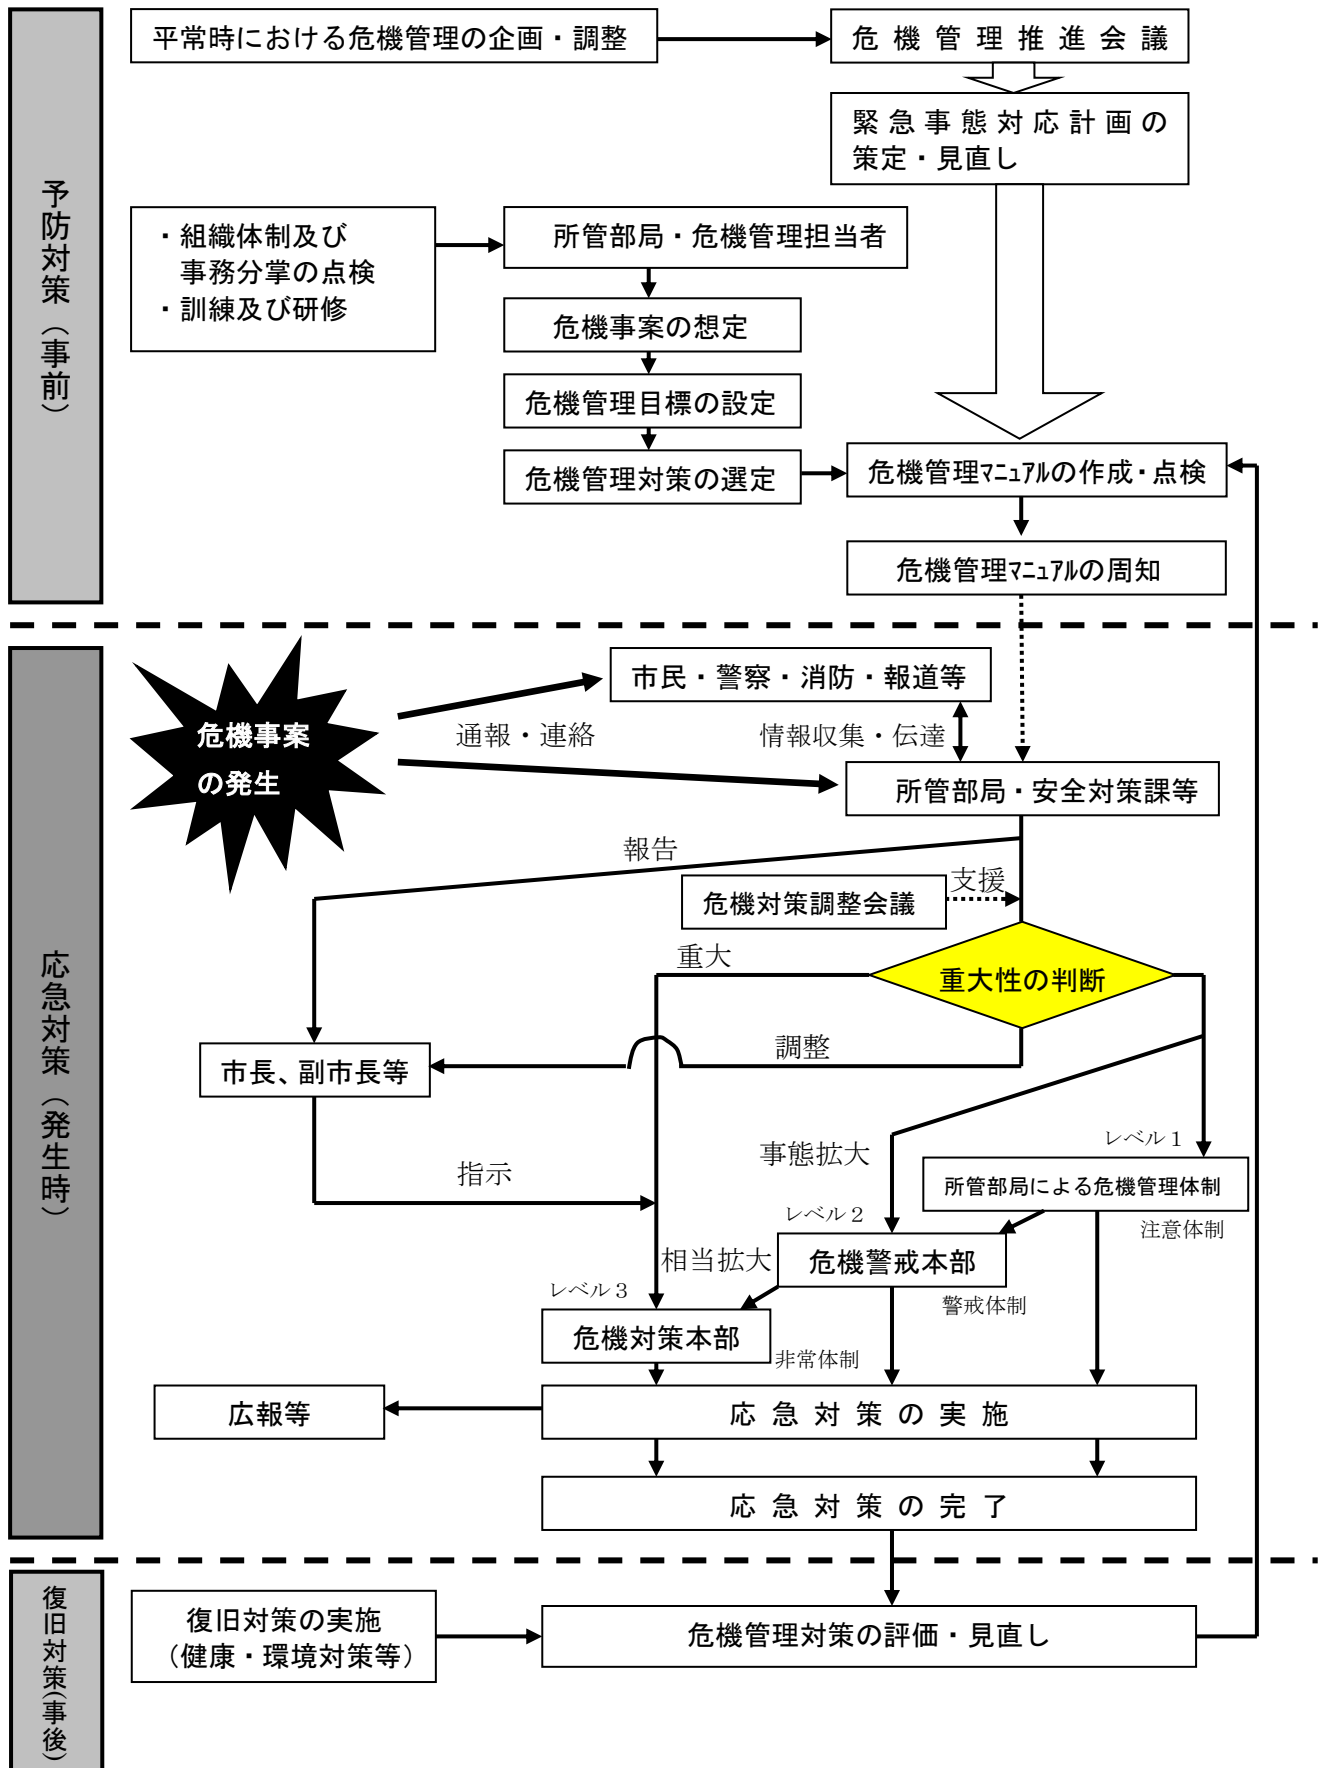 予防対策（事前）
平常時における危機管理の企画・調整
危機管理推進会議
緊急事態対応計画の
策定・見直し
・組織体制及び
事務分掌の点検
・訓練及び研修
所管部局・危機管理担当者
危機事案の想定
危機管理目標の設定
危機管理対策の選定
危機管理ﾏﾆｭｱﾙの作成・点検
危機管理ﾏﾆｭｱﾙの周知
応急対策（発生時）
危機事案
の発生
市民・警察・消防・報道等
通報・連絡
情報収集・伝達
所管部局・安全対策課等
報告
支援
危機対策調整会議
重大
重大性の判断
調整
市長、副市長等
レベル１
事態拡大
指示
所管部局による危機管理体制
レベル２
注意体制
危機警戒本部
相当拡大
レベル３
警戒体制
危機対策本部
非常体制
広報等
応急対策の実施
応急対策の完了
復旧対策（事後）
復旧対策の実施
（健康・環境対策等）
危機管理対策の評価・見直し